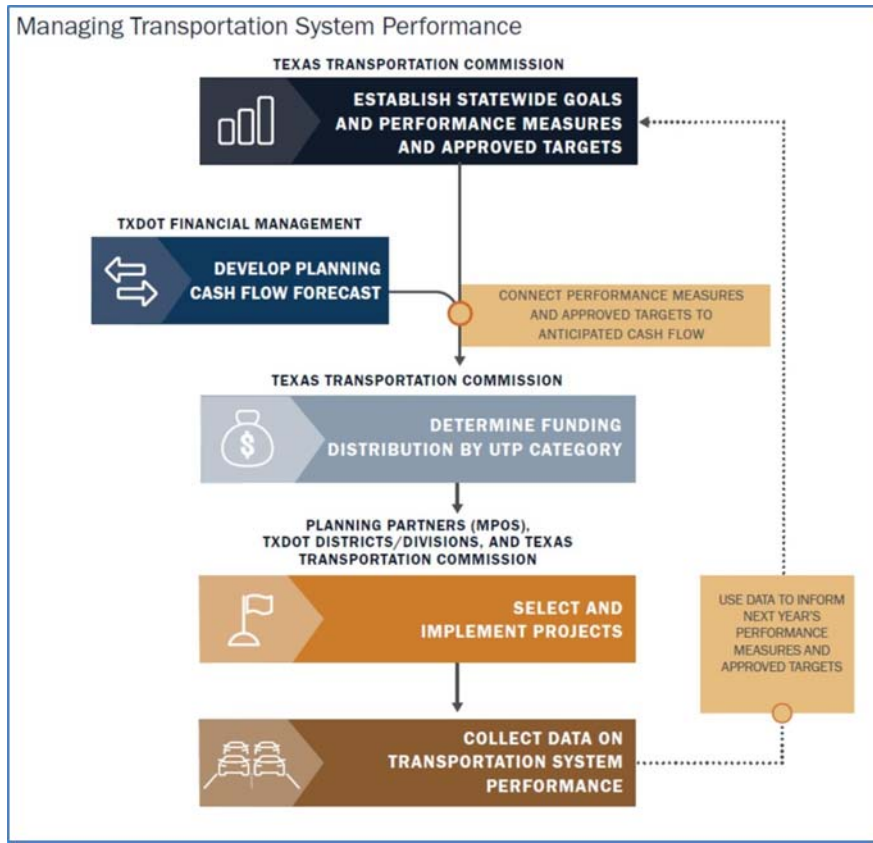 Managing Transportation System Performance
TEXAS TRANSPORTATION COMMISSION
ESTABLISH STATEWIDE GOALS
AND PERFORMANCE MEASURES
AND APPROVED TARGETS
TXDOT FINANCIAL MANAGEMENT
DEVELOP PLANNING
CASH FLOW FORECAST
CONNECT PERFORMANCE MEASURES
AND APPROVED TARGETS TO
ANTICIPATED CASH FLOW
TEXAS TRANSPORTATION COMMISSION
$
DETERMINE FUNDING
DISTRIBUTION BY UTP CATEGORY
PLANNING PARTNERS (MPOS),
TXDOT DISTRICTS/DIVISIONS, AND TEXAS
TRANSPORTATION COMMISSION
SELECT AND
IMPLEMENT PROJECTS
USE DATA TO INFORM
NEXT YEAR'S
PERFORMANCE
MEASURES AND
APPROVED TARGETS
COLLECT DATA ON
TRANSPORTATION SYSTEM
PERFORMANCE